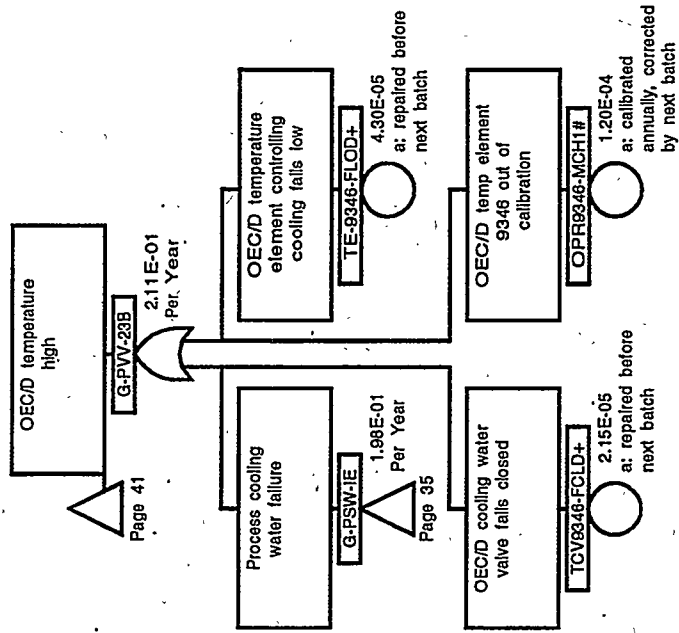 OEC/D temperature
high
G-PVV-23B
2.11E-01
Per Year
Page 41
Process cooling
water failure
G-PSW-IE
1.98E-01
Per Year
Page 35
OEC/D temperature
element controlling
cooling fails low
TE-9346-FLOD+
4.30E-05
a: repaired before
next batch
OEC/D cooling water
valve fails closed
TCV9346-FCLD+
2.15E-05
a: repaired before
next batch
OEC/D temp element
9346 out of
calibration
OPR9346-MCH1#
1.20E-04
a: calibrated
annually, corrected
by next batch